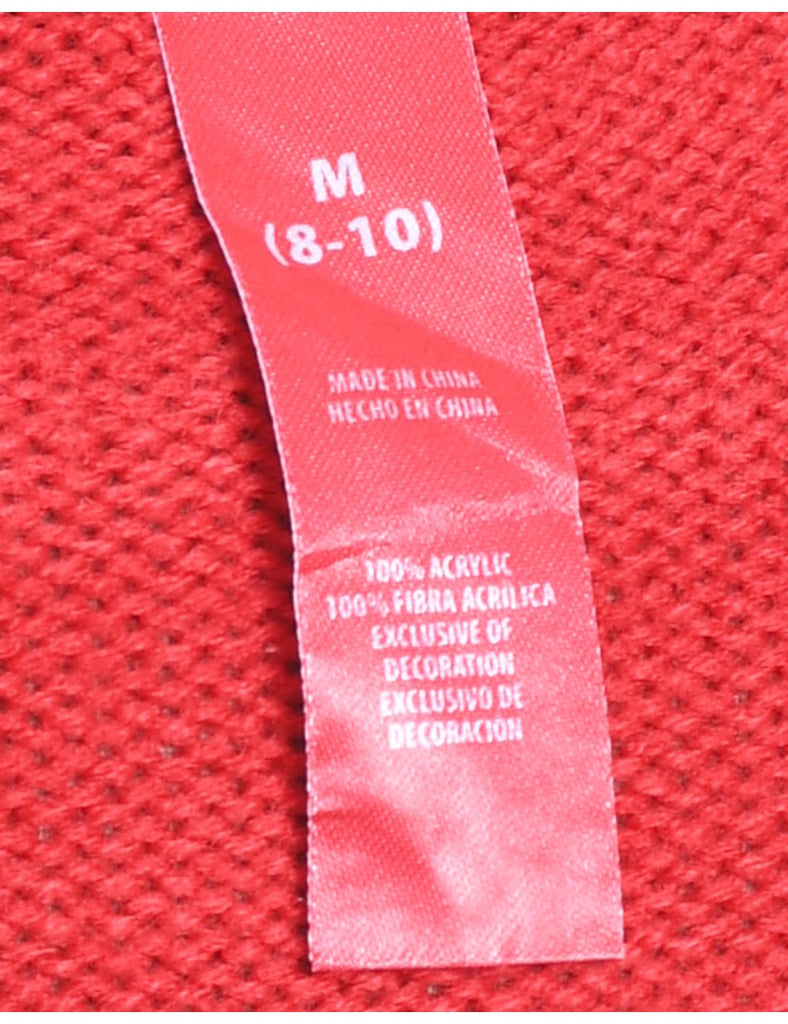 M
(8-10)
MADE IN CHINA
HECHO EN CHINA
100% ACRYLIC
100% FIBRA ACRILICA
EXCLUSIVE OF
DECORATION
EXCLUSIVO DE
DECORACION